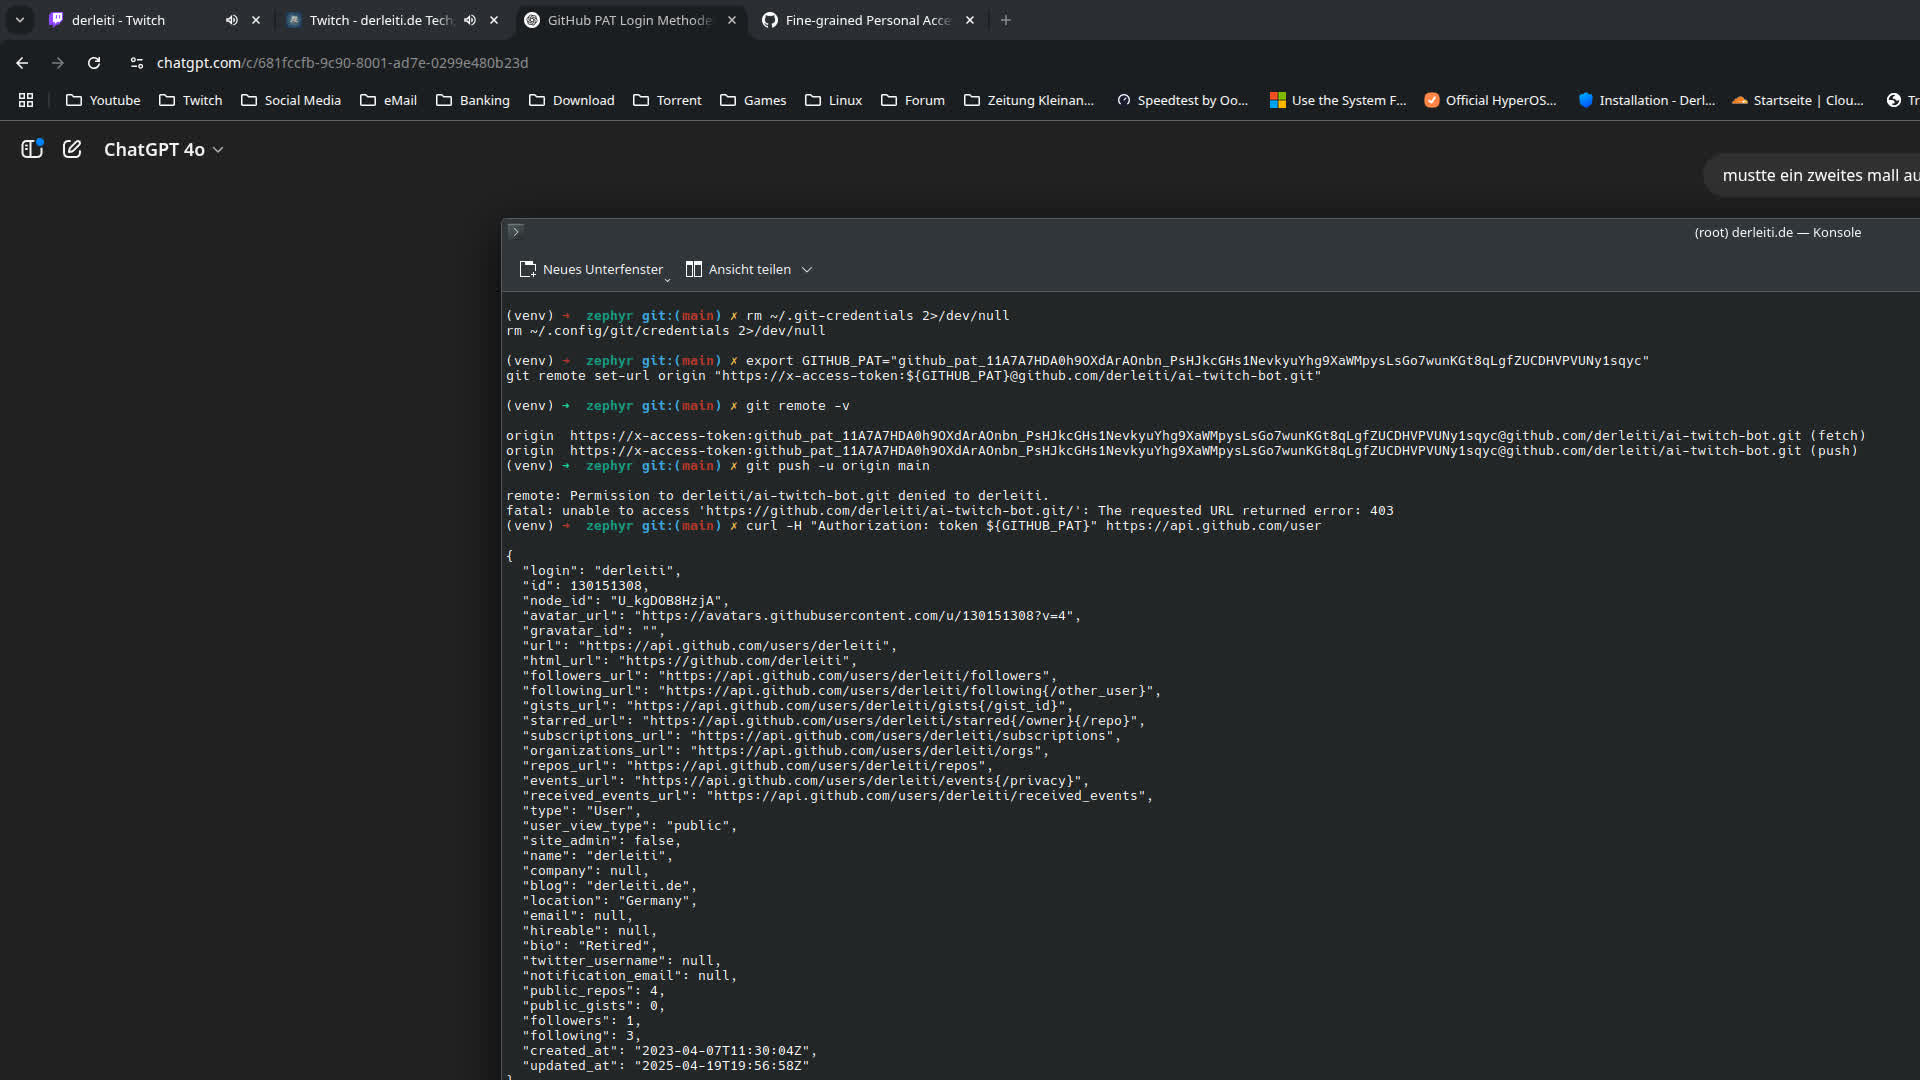 derleiti - Twitch
Twitch - derleiti.de Tech
GitHub PAT Login Methode
Fine-grained Personal Acce
chatgpt.com/c/681fccfb-9c90-8001-ad7e-0299e480b23d
Youtube
Twitch
Social Media
eMail
Banking
Download
Torrent
Games
Linux
Forum
Zeitung Kleinan...
Speedtest by Oo...
Use the System F...
Official HyperOS...
Installation - Derl...
Startseite | Clou...
Tr
ChatGPT 4o
mustte ein zweites mall au
(root) derleiti.de — Konsole
Neues Unterfenster
Ansicht teilen
(venv) ➜  zephyr git:(main) ✗ rm ~/.git-credentials 2>/dev/null
rm ~/.config/git/credentials 2>/dev/null
(venv) ➜  zephyr git:(main) ✗ export GITHUB_PAT="[token omitted]"
git remote set-url origin "https://x-access-token:${GITHUB_PAT}@github.com/derleiti/ai-twitch-bot.git"
(venv) ➜  zephyr git:(main) ✗ git remote -v
origin  https://x-access-token:[token omitted]@github.com/derleiti/ai-twitch-bot.git (fetch)
origin  https://x-access-token:[token omitted]@github.com/derleiti/ai-twitch-bot.git (push)
(venv) ➜  zephyr git:(main) ✗ git push -u origin main
remote: Permission to derleiti/ai-twitch-bot.git denied to derleiti.
fatal: unable to access 'https://github.com/derleiti/ai-twitch-bot.git/': The requested URL returned error: 403
(venv) ➜  zephyr git:(main) ✗ curl -H "Authorization: token ${GITHUB_PAT}" https://api.github.com/user
{
  "login": "derleiti",
  "id": 130151308,
  "node_id": "U_kgDOB8HzjA",
  "avatar_url": "https://avatars.githubusercontent.com/u/130151308?v=4",
  "gravatar_id": "",
  "url": "https://api.github.com/users/derleiti",
  "html_url": "https://github.com/derleiti",
  "followers_url": "https://api.github.com/users/derleiti/followers",
  "following_url": "https://api.github.com/users/derleiti/following{/other_user}",
  "gists_url": "https://api.github.com/users/derleiti/gists{/gist_id}",
  "starred_url": "https://api.github.com/users/derleiti/starred{/owner}{/repo}",
  "subscriptions_url": "https://api.github.com/users/derleiti/subscriptions",
  "organizations_url": "https://api.github.com/users/derleiti/orgs",
  "repos_url": "https://api.github.com/users/derleiti/repos",
  "events_url": "https://api.github.com/users/derleiti/events{/privacy}",
  "received_events_url": "https://api.github.com/users/derleiti/received_events",
  "type": "User",
  "user_view_type": "public",
  "site_admin": false,
  "name": "derleiti",
  "company": null,
  "blog": "derleiti.de",
  "location": "Germany",
  "email": null,
  "hireable": null,
  "bio": "Retired",
  "twitter_username": null,
  "notification_email": null,
  "public_repos": 4,
  "public_gists": 0,
  "followers": 1,
  "following": 3,
  "created_at": "2023-04-07T11:30:04Z",
  "updated_at": "2025-04-19T19:56:58Z"
}